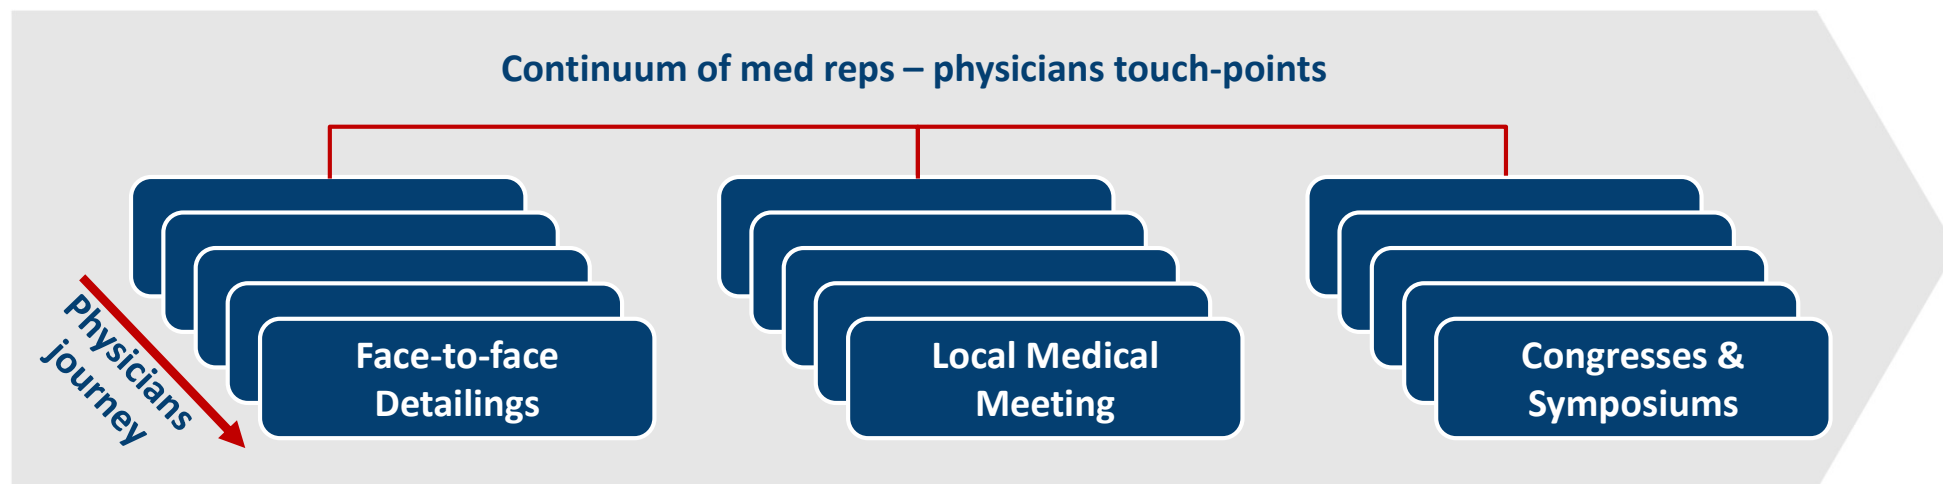 Continuum of med reps – physicians touch-points
Physicians
journey
Face-to-face
Detailings
Local Medical
Meeting
Congresses &
Symposiums